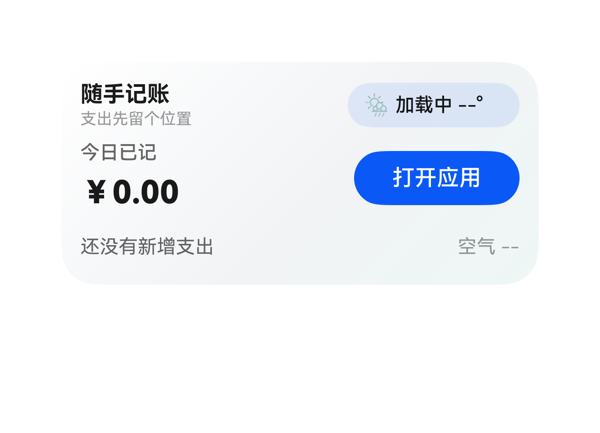 随手记账
支出先留个位置
加载中 --°
今日已记
¥ 0.00
打开应用
还没有新增支出
空气 --